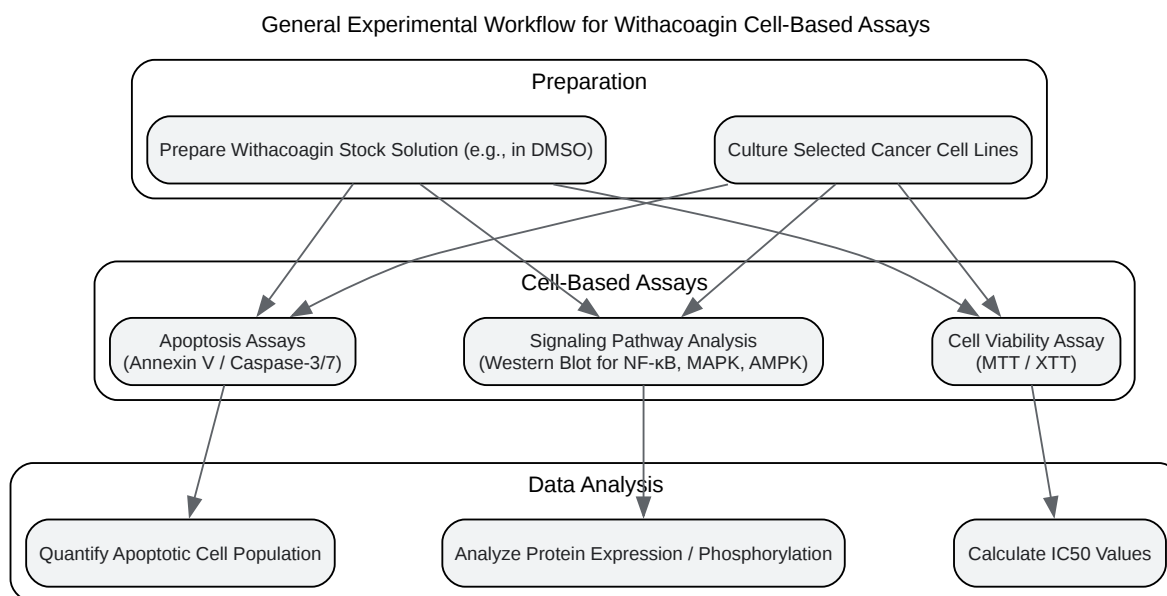 General Experimental Workflow for Withacoagin Cell-Based Assays
Preparation
Prepare Withacoagin Stock Solution (e.g., in DMSO)
Culture Selected Cancer Cell Lines
Cell-Based Assays
Apoptosis Assays
(Annexin V / Caspase-3/7)
Signaling Pathway Analysis
(Western Blot for NF-κB, MAPK, AMPK)
Cell Viability Assay
(MTT / XTT)
Data Analysis
Quantify Apoptotic Cell Population
Analyze Protein Expression / Phosphorylation
Calculate IC50 Values